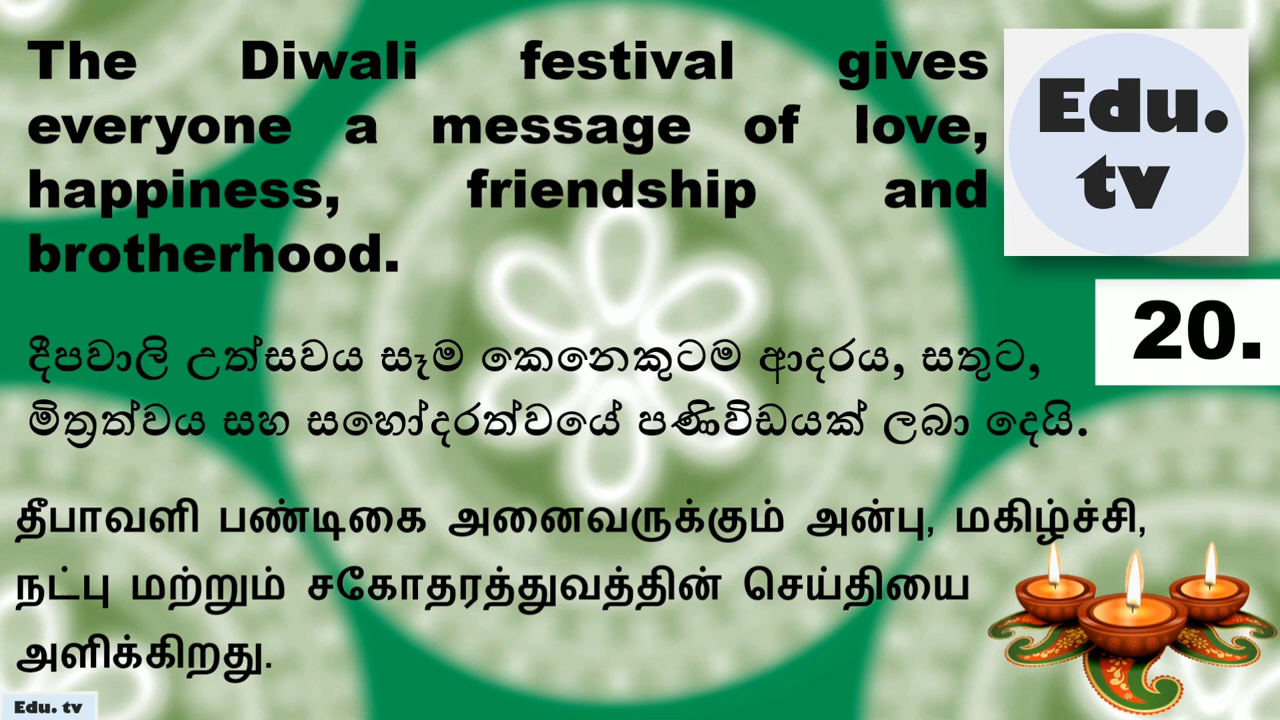 The Diwali festival gives
everyone a message of love,
happiness, friendship and
brotherhood.
Edu.
tv
20.
දීපවාලි උත්සවය සෑම කෙනෙකුටම ආදරය, සතුට,
මිත්‍රත්වය සහ සහෝදරත්වයේ පණිවිඩයක් ලබා දෙයි.
தீபாவளி பண்டிகை அனைவருக்கும் அன்பு, மகிழ்ச்சி,
நட்பு மற்றும் சகோதரத்துவத்தின் செய்தியை
அளிக்கிறது.
Edu. tv